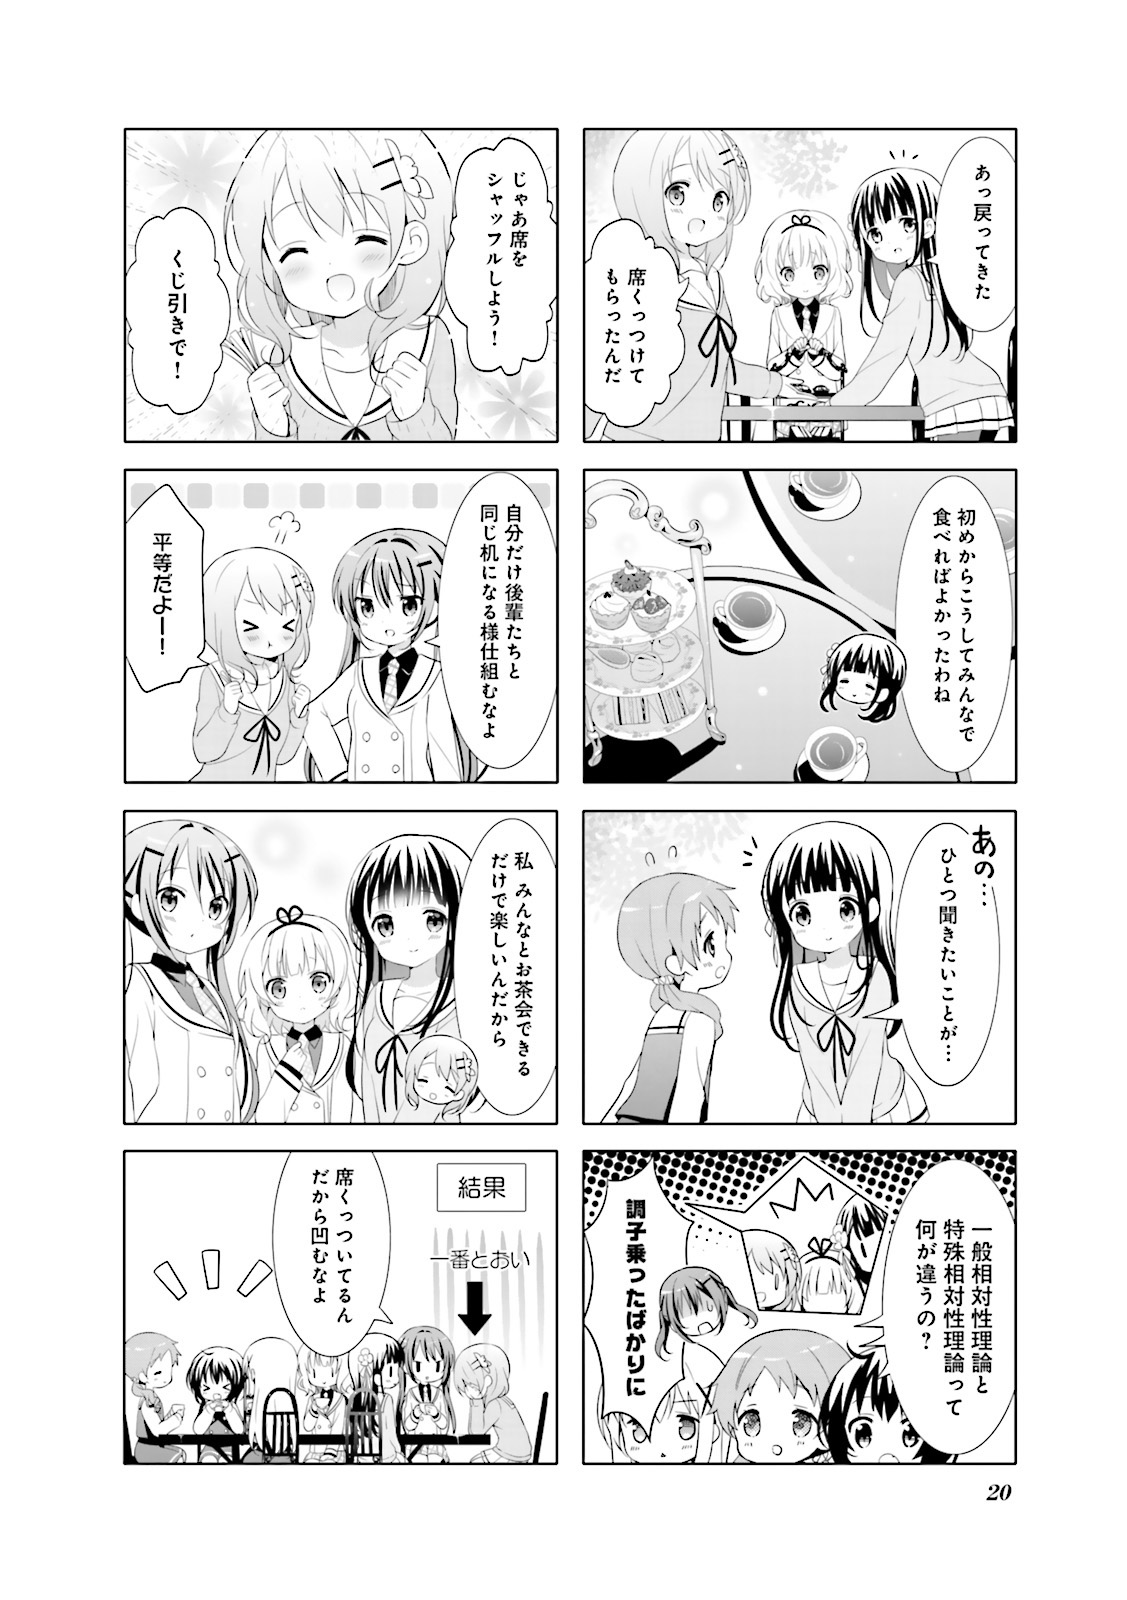 あっ戻ってきた
席くっつけて
もらったんだ
初めからこうしてみんなで
食べればよかったわね
あの…
ひとつ聞きたいことが…
一般相対性理論と
特殊相対性理論って
何が違うの?
調子乗ったばかりに
じゃあ席を
シャッフルしよう!
くじ引きで!
自分だけ後輩たちと
同じ机になる様仕組むなよ
平等だよー!
私 みんなとお茶会できる
だけで楽しいんだから
結果
一番とおい
席くっついてるん
だから凹むなよ
20